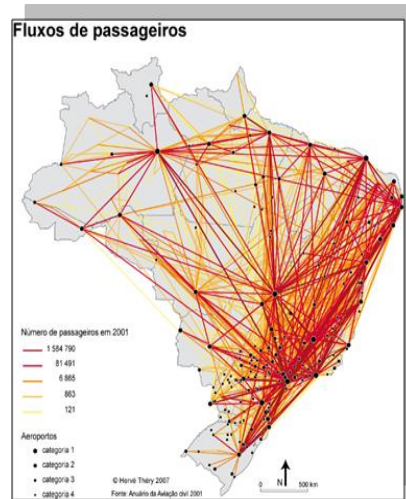 Fluxos de passageiros
Número de passageiros em 2001
1 584 790
81 491
6 865
863
121
Aeroportos
categoria 1
categoria 2
categoria 3
categoria 4
© Hervé Théry 2007
Fonte: Anuário da Aviação civil 2001
N
0 500 km